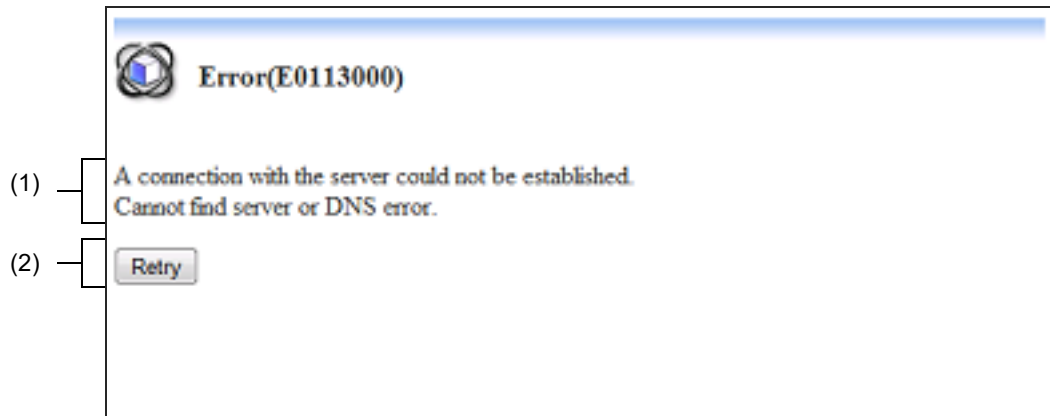 Error(E0113000)
(1)
A connection with the server could not be established.
Cannot find server or DNS error.
(2)
Retry